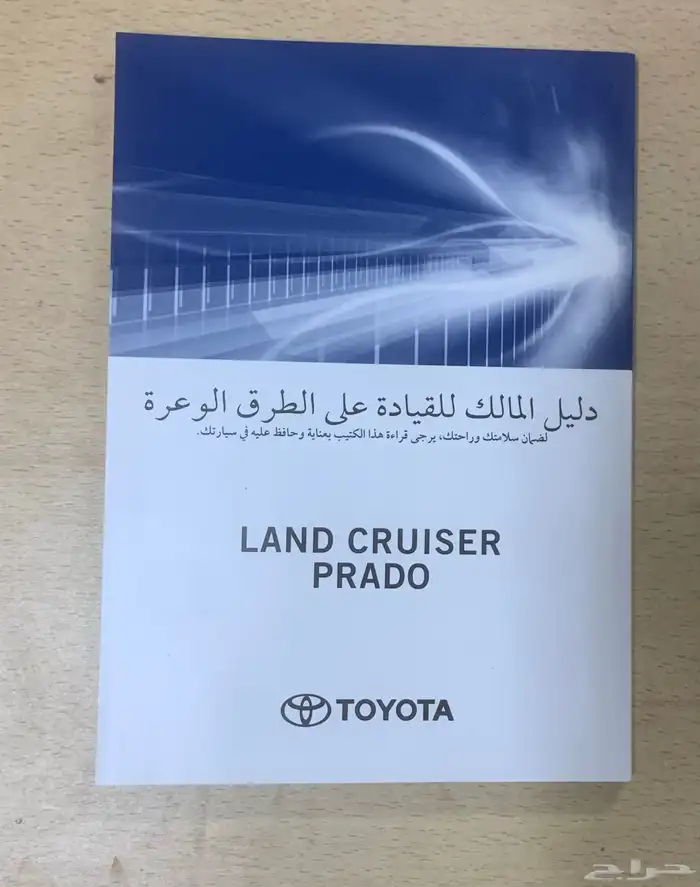 دليل المالك للقيادة على الطرق الوعرة
لضمان سلامتك وراحتك، يرجى قراءة هذا الكتيب بعناية وحافظ عليه في سيارتك.
LAND CRUISER
PRADO
TOYOTA
حراج